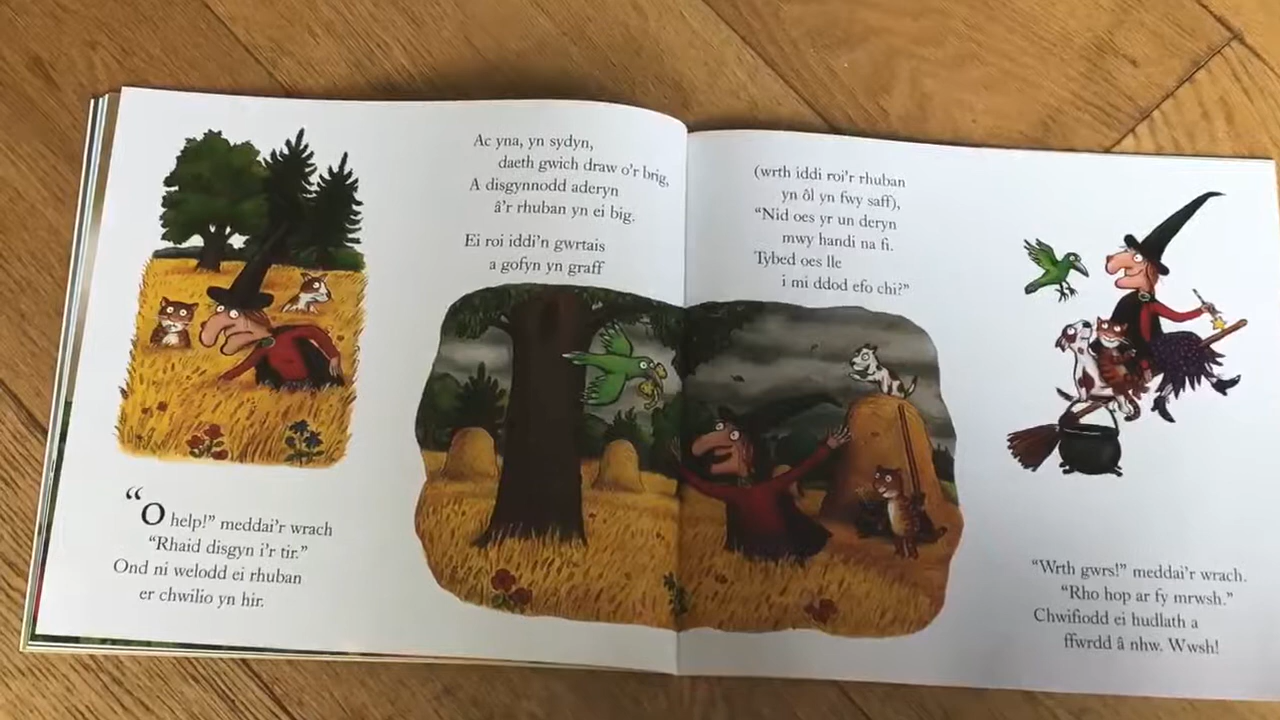 “O help!” meddai’r wrach
“Rhaid disgyn i’r tir.”
Ond ni welodd ei rhuban
er chwilio yn hir.
Ac yna, yn sydyn,
daeth gwich draw o’r brig,
A disgynnodd aderyn
â’r rhuban yn ei big.
Ei roi iddi’n gwrtais
a gofyn yn graff
(wrth iddi roi’r rhuban
yn ôl yn fwy saff),
“Nid oes yr un deryn
mwy handi na fi.
Tybed oes lle
i mi ddod efo chi?”
“Wrth gwrs!” meddai’r wrach.
“Rho hop ar fy mrwsh.”
Chwifiodd ei hudlath a
ffwrdd â nhw. Wwsh!